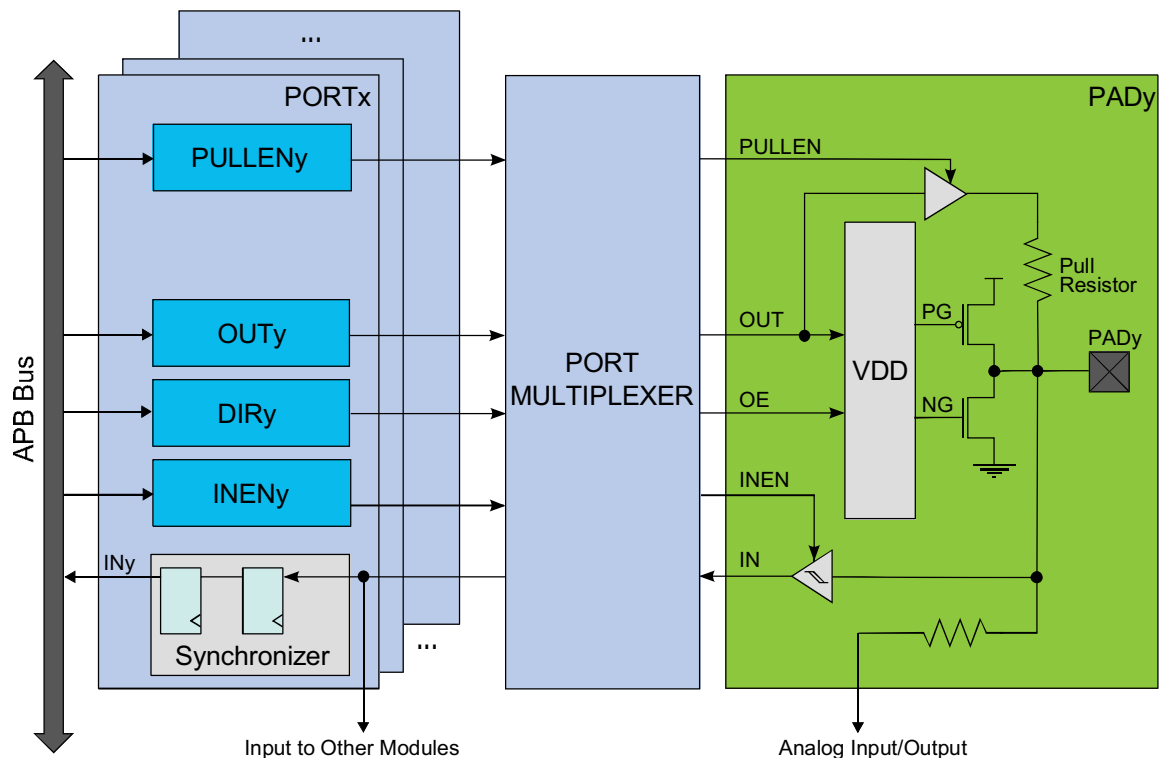 ...
PORTx
PADy
PULLENy
PULLEN
Pull
Resistor
OUTy
OUT
PG
PADy
PORT
MULTIPLEXER
VDD
APB Bus
DIRy
OE
NG
INENy
INEN
INy
IN
Synchronizer
...
Input to Other Modules
Analog Input/Output